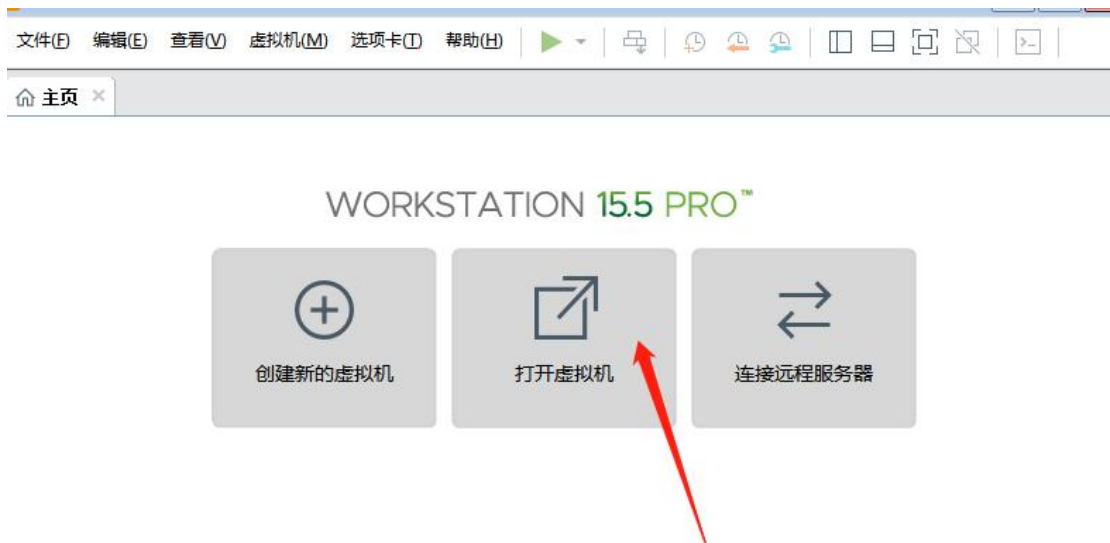 文件(F) 编辑(E) 查看(V) 虚拟机(M) 选项卡(T) 帮助(H)
主页
WORKSTATION 15.5 PRO™
创建新的虚拟机 打开虚拟机 连接远程服务器